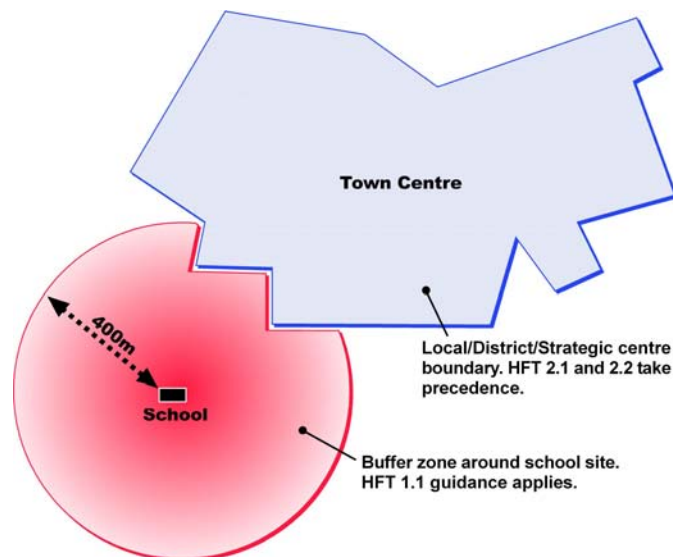 Town Centre
400m
School
Local/District/Strategic centre
boundary. HFT 2.1 and 2.2 take
precedence.
Buffer zone around school site.
HFT 1.1 guidance applies.